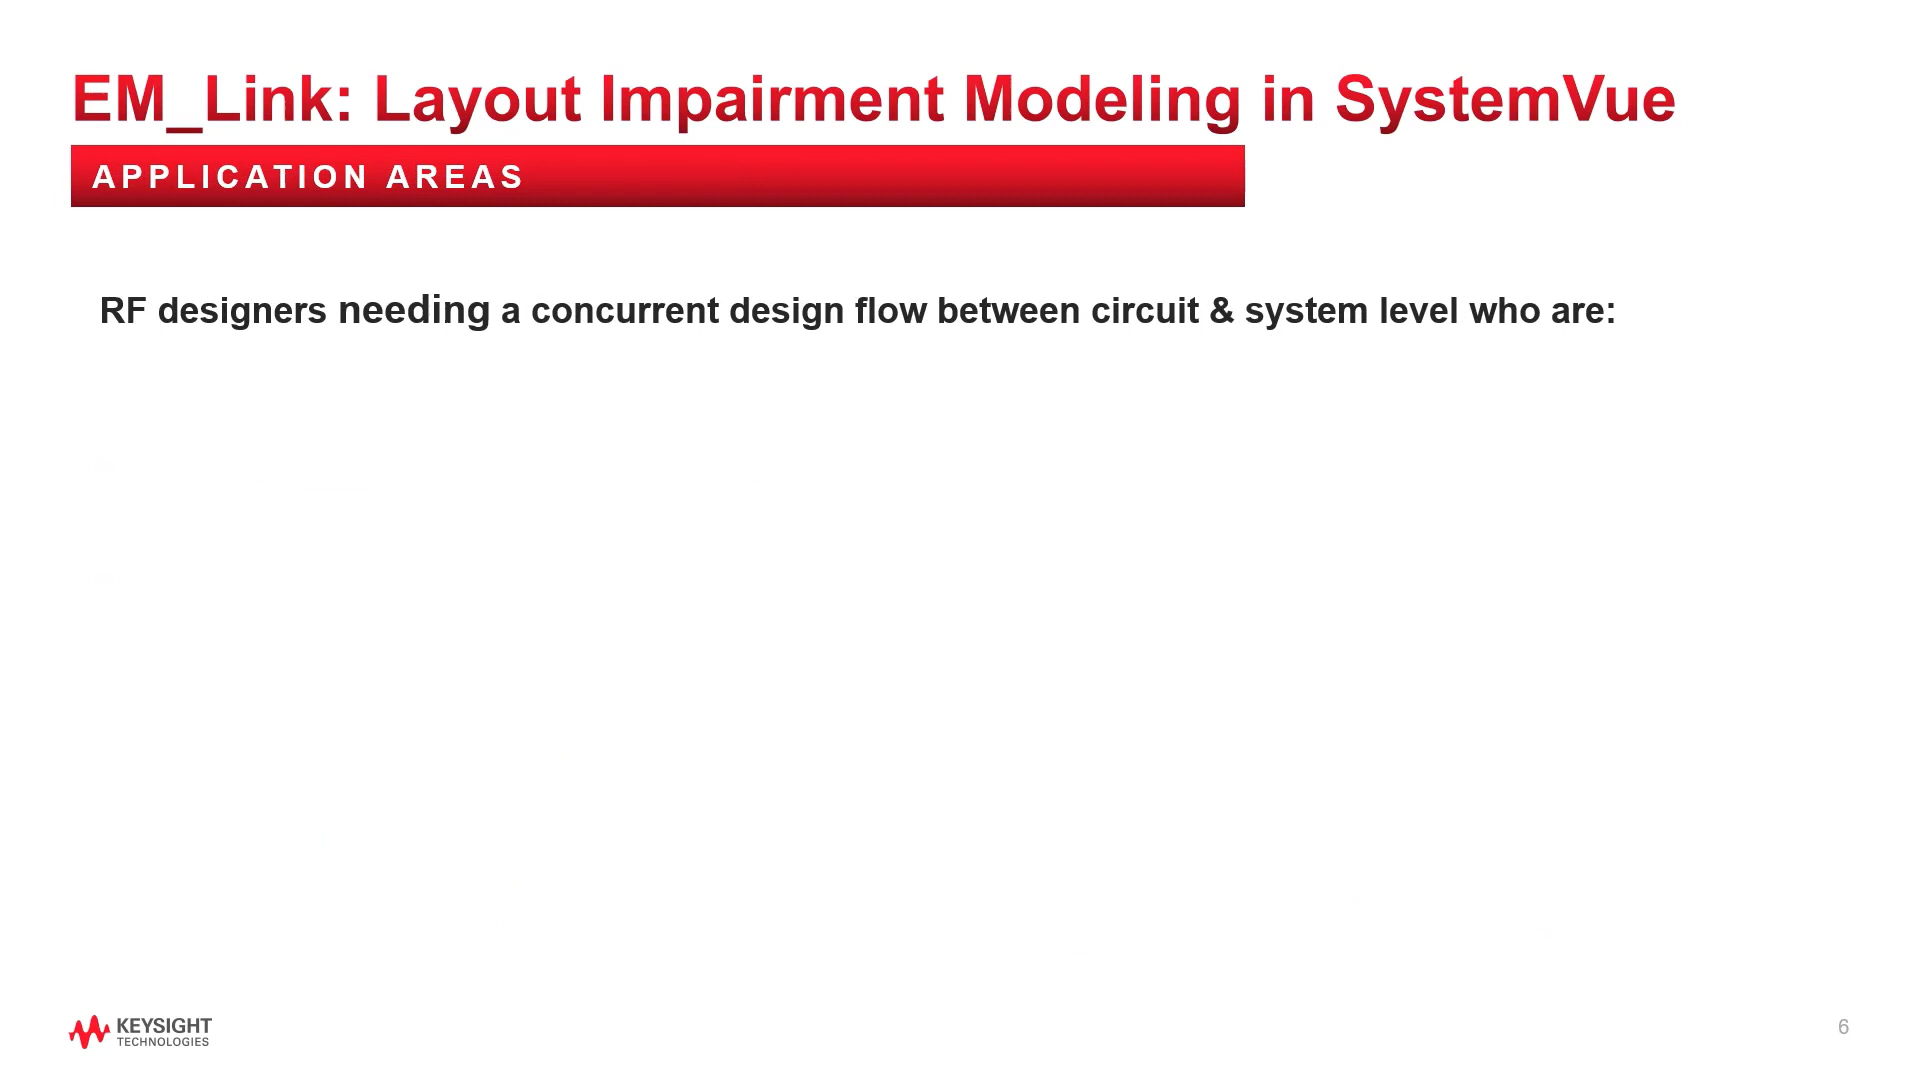 EM_Link: Layout Impairment Modeling in SystemVue
APPLICATION AREAS
RF designers needing a concurrent design flow between circuit & system level who are:
KEYSIGHT
TECHNOLOGIES
6